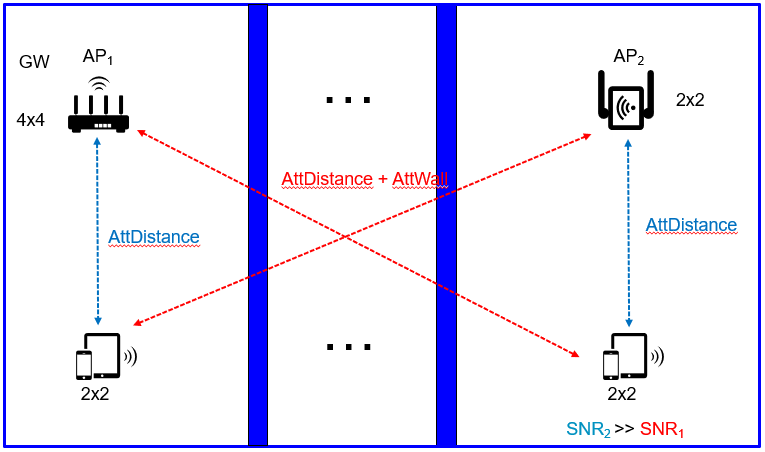 GW
AP1
AP2
4x4
2x2
...
AttDistance + AttWall
AttDistance
AttDistance
...
2x2
2x2
SNR2 >> SNR1